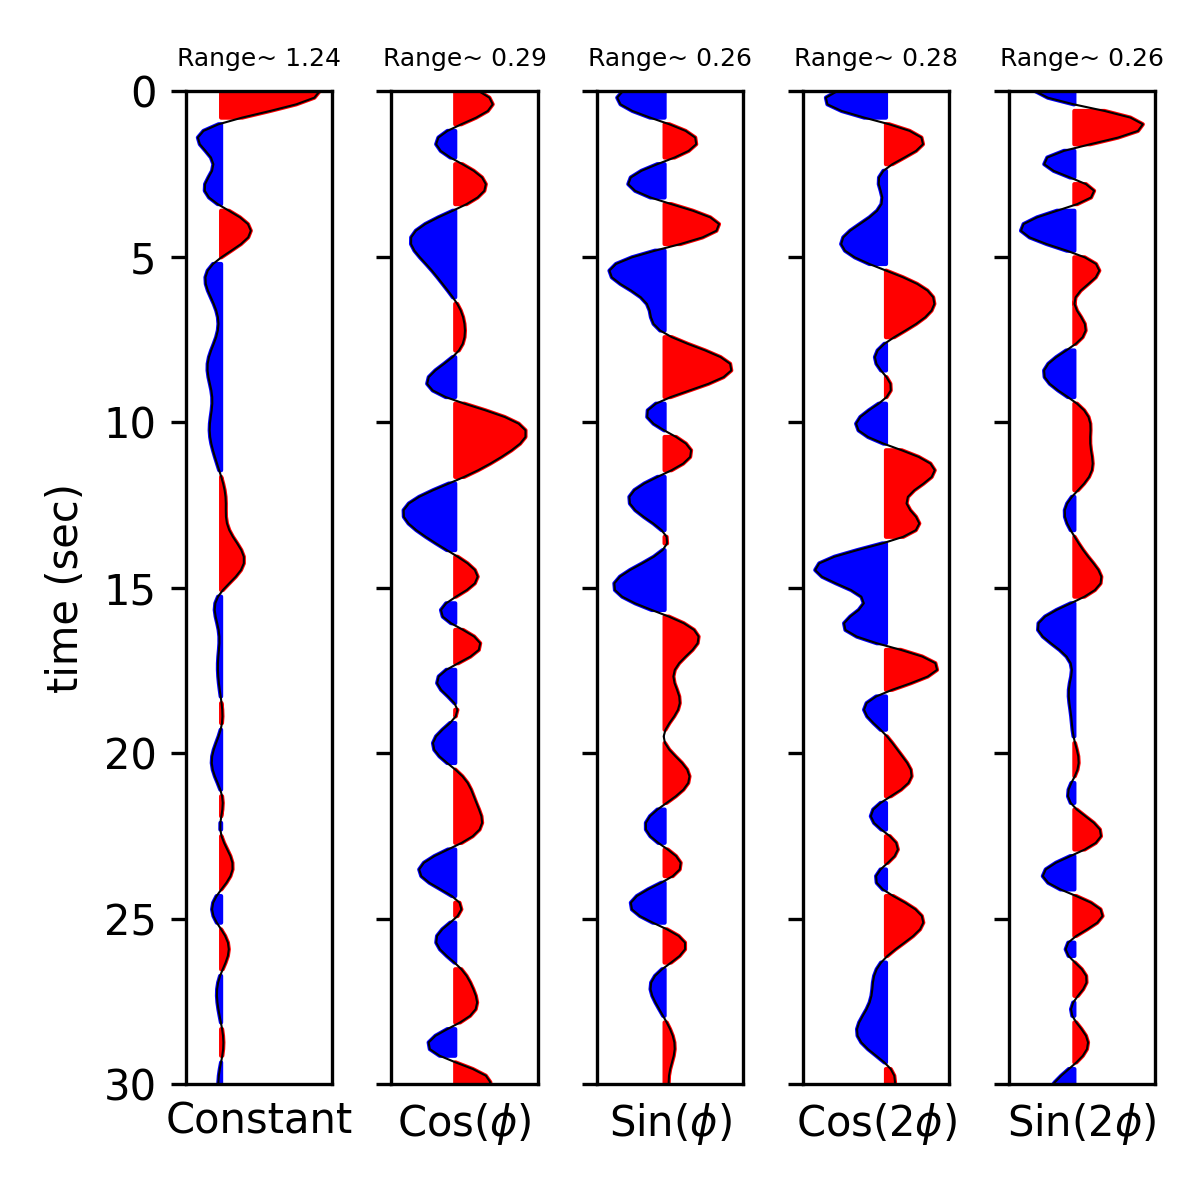 Range~ 1.24 Range~ 0.29 Range~ 0.26 Range~ 0.28 Range~ 0.26
0
5
10
15
20
25
30
time (sec)
Constant Cos(ϕ) Sin(ϕ) Cos(2ϕ) Sin(2ϕ)